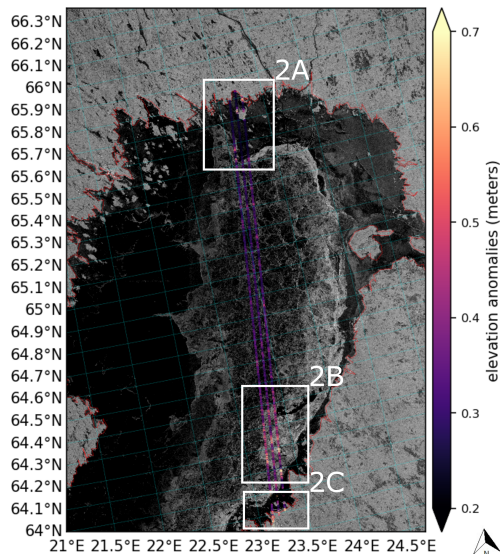 66.3°N
66.2°N
66.1°N
66°N
65.9°N
65.8°N
65.7°N
65.6°N
65.5°N
65.4°N
65.3°N
65.2°N
65.1°N
65°N
64.9°N
64.8°N
64.7°N
64.6°N
64.5°N
64.4°N
64.3°N
64.2°N
64.1°N
64°N
21°E 21.5°E 22°E 22.5°E 23°E 23.5°E 24°E 24.5°E
2A
2B
2C
0.7
0.6
0.5
0.4
0.3
0.2
elevation anomalies (meters)